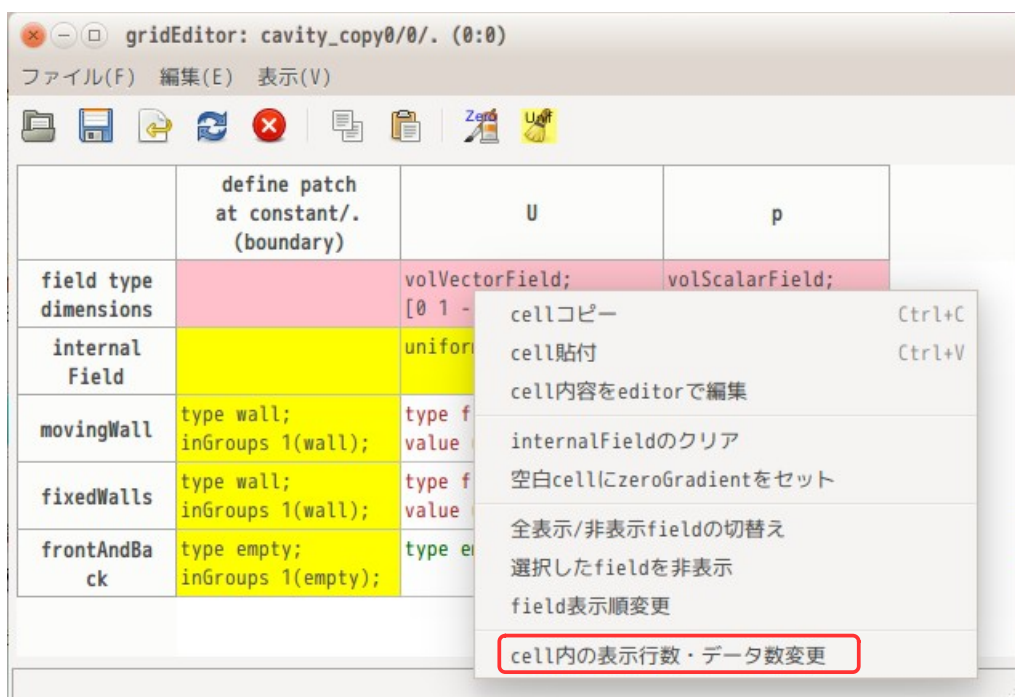 gridEditor: cavity_copy0/0/. (0:0)
ファイル(F) 編集(E) 表示(V)
Zero
Unif
define patch
at constant/.
(boundary)
U
p
field type
dimensions
volVectorField;
[0 1 -
volScalarField;
internal
Field
unifor
movingWall
type wall;
inGroups 1(wall);
type f
value
fixedWalls
type wall;
inGroups 1(wall);
type f
value
frontAndBa
ck
type empty;
inGroups 1(empty);
type e
cellコピー Ctrl+C
cell貼付 Ctrl+V
cell内容をeditorで編集
internalFieldのクリア
空白cellにzeroGradientをセット
全表示/非表示fieldの切替え
選択したfieldを非表示
field表示順変更
cell内の表示行数・データ数変更